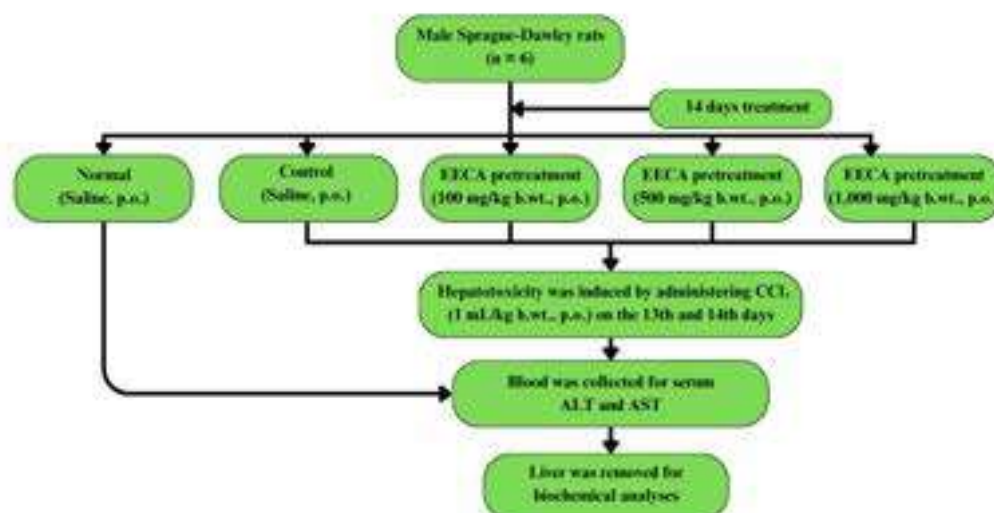 Male Sprague-Dawley rats
(n = 6)
14 days treatment
Normal
(Saline, p.o.)
Control
(Saline, p.o.)
EECA pretreatment
(100 mg/kg b.wt., p.o.)
EECA pretreatment
(500 mg/kg b.wt., p.o.)
EECA pretreatment
(1,000 mg/kg b.wt., p.o.
Hepatotoxicity was induced by administering CCl₄
(1 mL/kg b.wt., p.o.) on the 13th and 14th days
Blood was collected for serum
ALT and AST
Liver was removed for
biochemical analyses